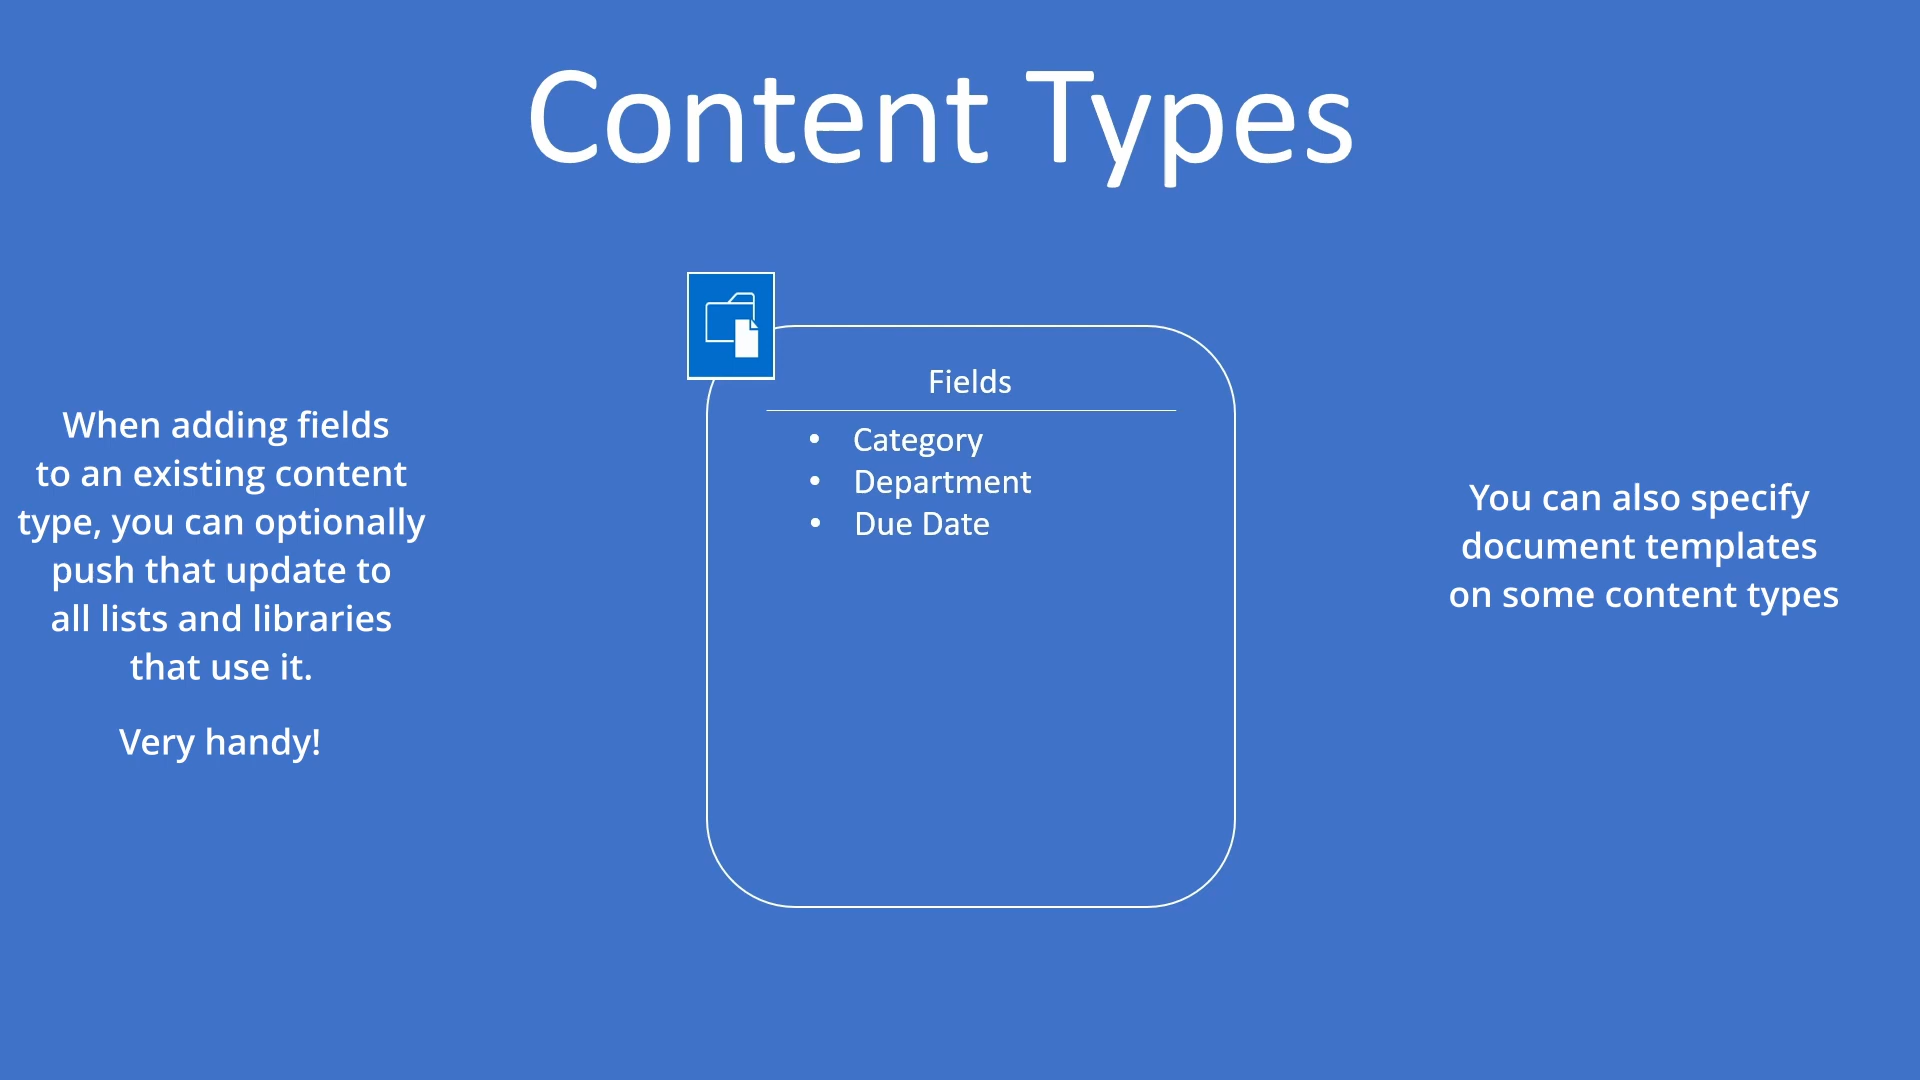 Content Types
When adding fields
to an existing content
type, you can optionally
push that update to
all lists and libraries
that use it.
Very handy!
Fields
• Category
• Department
• Due Date
You can also specify
document templates
on some content types